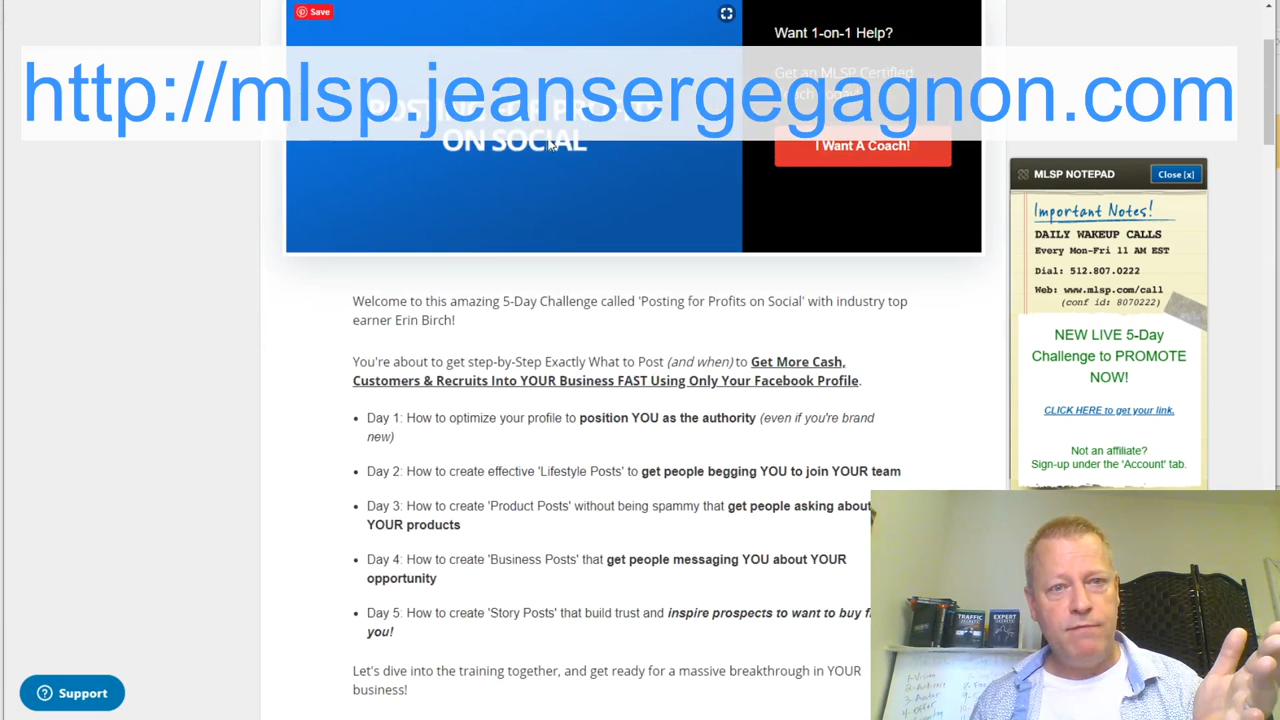 Save
Want 1-on-1 Help?
Get an MLSP Certified
http://mlsp.jeansergegagnon.com
ON SOCIAL
I Want A Coach!
MLSP NOTEPAD
Close [x]
Important Notes!
DAILY WAKEUP CALLS
Every Mon-Fri 11 AM EST
Dial: 512.807.0222
Web: www.mlsp.com/call
(conf id: 8070222)
NEW LIVE 5-Day
Challenge to PROMOTE
NOW!
CLICK HERE to get your link.
Not an affiliate?
Sign-up under the 'Account' tab.
Welcome to this amazing 5-Day Challenge called 'Posting for Profits on Social' with industry top
earner Erin Birch!
You're about to get step-by-Step Exactly What to Post (and when) to Get More Cash,
Customers & Recruits Into YOUR Business FAST Using Only Your Facebook Profile.
• Day 1: How to optimize your profile to position YOU as the authority (even if you're brand
new)
• Day 2: How to create effective 'Lifestyle Posts' to get people begging YOU to join YOUR team
• Day 3: How to create 'Product Posts' without being spammy that get people asking about
YOUR products
• Day 4: How to create 'Business Posts' that get people messaging YOU about YOUR
opportunity
• Day 5: How to create 'Story Posts' that build trust and inspire prospects to want to buy
you!
Let's dive into the training together, and get ready for a massive breakthrough in YOUR
business!
Support
TRAFFIC
SECRETS
EXPERT
SECRETS